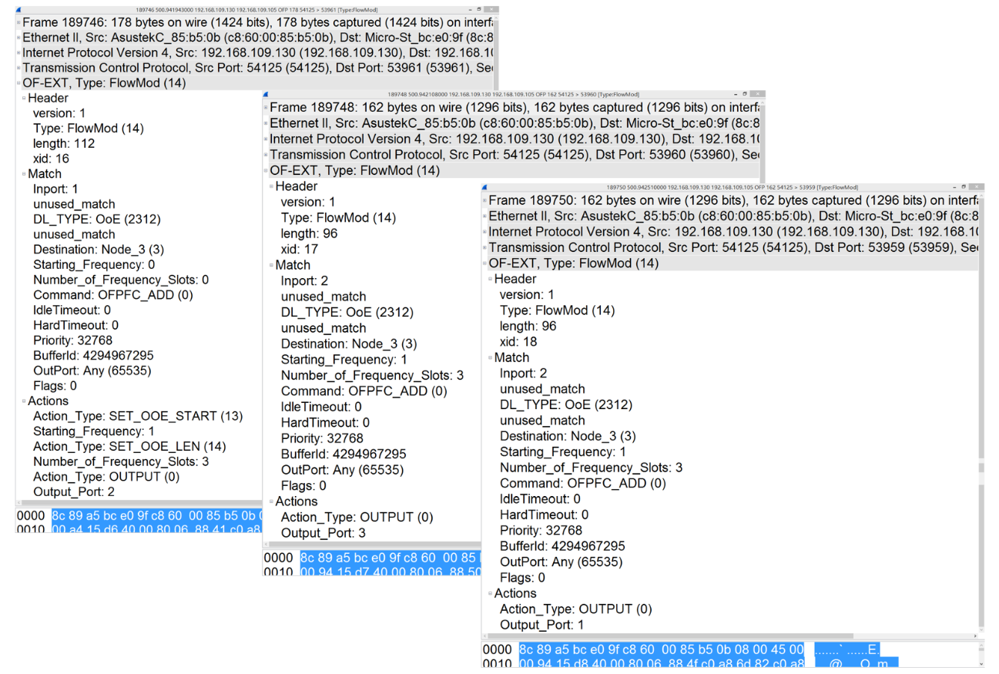 189746 500.941943000 192.168.109.130 192.168.109.105 OFP 178 54125 > 53961 [Type:FlowMod]
Frame 189746: 178 bytes on wire (1424 bits), 178 bytes captured (1424 bits) on interf
Ethernet II, Src: AsustekC_85:b5:0b (c8:60:00:85:b5:0b), Dst: Micro-St_bc:e0:9f (8c:8
Internet Protocol Version 4, Src: 192.168.109.130 (192.168.109.130), Dst: 192.168.1(
Transmission Control Protocol, Src Port: 54125 (54125), Dst Port: 53961 (53961), Se
OF-EXT, Type: FlowMod (14)
Header
version: 1
Type: FlowMod (14)
length: 112
xid: 16
Match
Inport: 1
unused_match
DL_TYPE: OoE (2312)
unused_match
Destination: Node_3 (3)
Starting_Frequency: 0
Number_of_Frequency_Slots: 0
Command: OFPFC_ADD (0)
IdleTimeout: 0
HardTimeout: 0
Priority: 32768
BufferId: 4294967295
OutPort: Any (65535)
Flags: 0
Actions
Action_Type: SET_OOE_START (13)
Starting_Frequency: 1
Action_Type: SET_OOE_LEN (14)
Number_of_Frequency_Slots: 3
Action_Type: OUTPUT (0)
Output_Port: 2
0000 8c 89 a5 bc e0 9f c8 60 00 85 b5 0b
0010 00 a4 15 d6 40 00 80 06 88 41 c0 a8
189748 500.942108000 192.168.109.130 192.168.109.105 OFP 162 54125 > 53960 [Type:FlowMod]
Frame 189748: 162 bytes on wire (1296 bits), 162 bytes captured (1296 bits) on interf
Ethernet II, Src: AsustekC_85:b5:0b (c8:60:00:85:b5:0b), Dst: Micro-St_bc:e0:9f (8c:8
Internet Protocol Version 4, Src: 192.168.109.130 (192.168.109.130), Dst: 192.168.1(
Transmission Control Protocol, Src Port: 54125 (54125), Dst Port: 53960 (53960), Se
OF-EXT, Type: FlowMod (14)
Header
version: 1
Type: FlowMod (14)
length: 96
xid: 17
Match
Inport: 2
unused_match
DL_TYPE: OoE (2312)
unused_match
Destination: Node_3 (3)
Starting_Frequency: 1
Number_of_Frequency_Slots: 3
Command: OFPFC_ADD (0)
IdleTimeout: 0
HardTimeout: 0
Priority: 32768
BufferId: 4294967295
OutPort: Any (65535)
Flags: 0
Actions
Action_Type: OUTPUT (0)
Output_Port: 3
0000 8c 89 a5 bc e0 9f c8 60 00 85
0010 00 94 15 d7 40 00 80 06 88 50
189750 500.942510000 192.168.109.130 192.168.109.105 OFP 162 54125 > 53959 [Type:FlowMod]
Frame 189750: 162 bytes on wire (1296 bits), 162 bytes captured (1296 bits) on interf
Ethernet II, Src: AsustekC_85:b5:0b (c8:60:00:85:b5:0b), Dst: Micro-St_bc:e0:9f (8c:8
Internet Protocol Version 4, Src: 192.168.109.130 (192.168.109.130), Dst: 192.168.10
Transmission Control Protocol, Src Port: 54125 (54125), Dst Port: 53959 (53959), Se
OF-EXT, Type: FlowMod (14)
Header
version: 1
Type: FlowMod (14)
length: 96
xid: 18
Match
Inport: 2
unused_match
DL_TYPE: OoE (2312)
unused_match
Destination: Node_3 (3)
Starting_Frequency: 1
Number_of_Frequency_Slots: 3
Command: OFPFC_ADD (0)
IdleTimeout: 0
HardTimeout: 0
Priority: 32768
BufferId: 4294967295
OutPort: Any (65535)
Flags: 0
Actions
Action_Type: OUTPUT (0)
Output_Port: 1
0000 8c 89 a5 bc e0 9f c8 60 00 85 b5 0b 08 00 45 00 .......` ......E.
0010 00 94 15 d8 40 00 80 06 88 4f c0 a8 6d 82 c0 a8